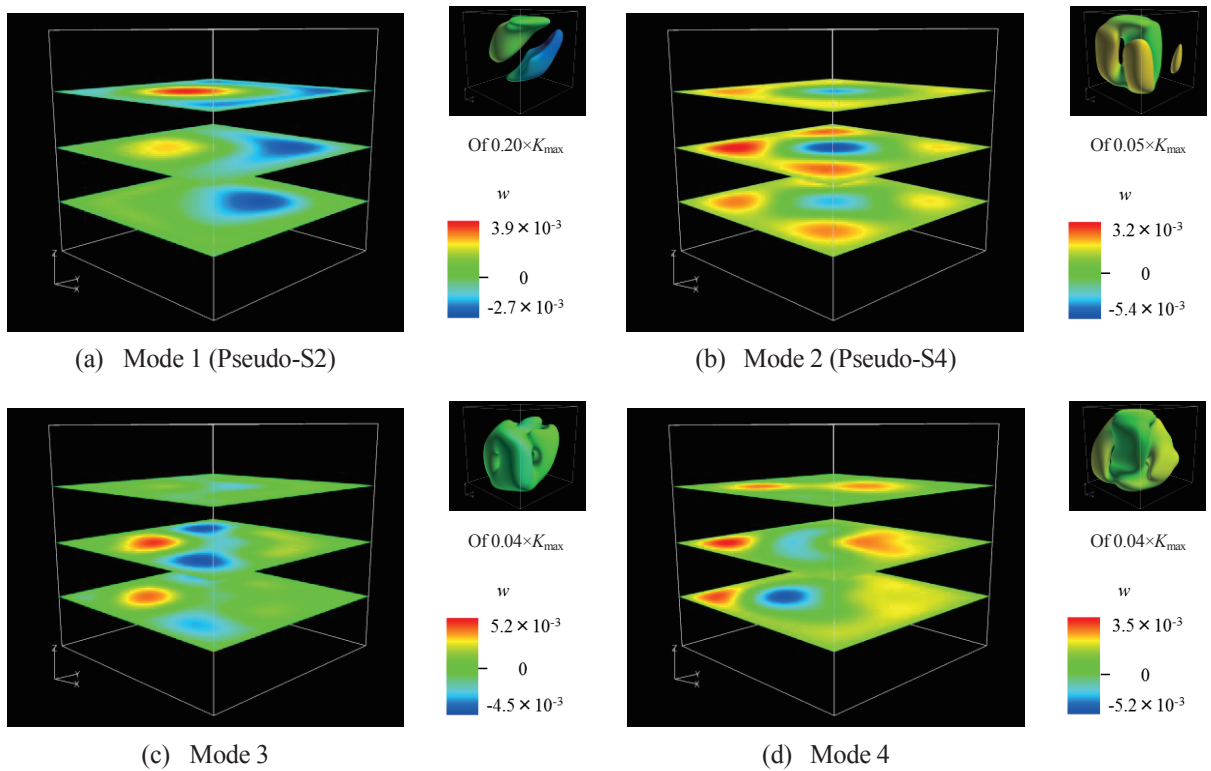 Z
Y
X
Of 0.20×Kmax
w
3.9 × 10-3
0
-2.7 × 10-3
(a) Mode 1 (Pseudo-S2)
Z
Y
X
Of 0.05×Kmax
w
3.2 × 10-3
0
-5.4 × 10-3
(b) Mode 2 (Pseudo-S4)
Z
Y
X
Of 0.04×Kmax
w
5.2 × 10-3
0
-4.5 × 10-3
(c) Mode 3
Z
Y
X
Of 0.04×Kmax
w
3.5 × 10-3
0
-5.2 × 10-3
(d) Mode 4